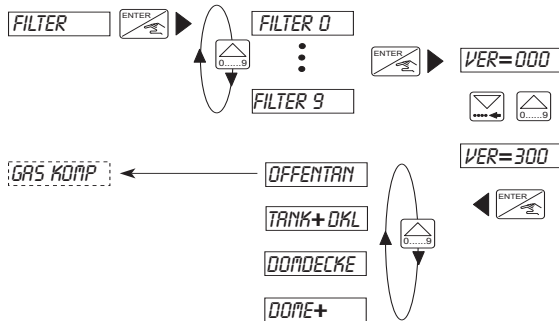 FILTER
ENTER
0......9
FILTER 0
FILTER 9
ENTER
VER=000
0......9
VER=300
ENTER
GAS KOMP
OFFENTAN
TANK+DKL
DOMDECKE
DOME+
0......9